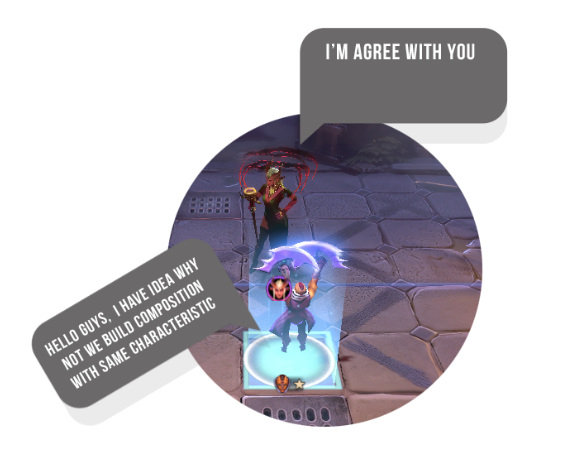 I'M AGREE WITH YOU
HELLO GUYS, I HAVE IDEA WHY
NOT WE BUILD COMPOSITION
WITH SAME CHARACTERISTIC